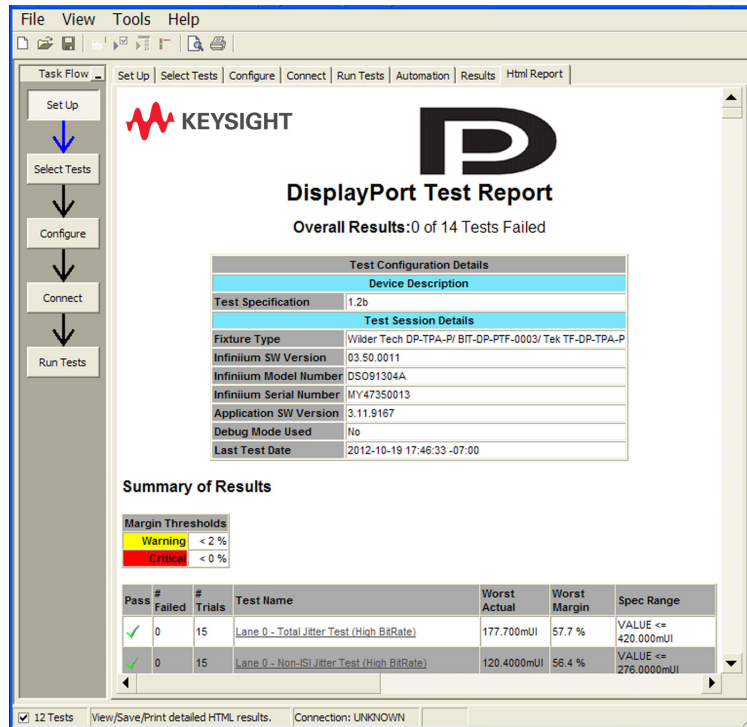 File View Tools Help
Task Flow
Set Up
Select Tests
Configure
Connect
Run Tests
Set Up Select Tests Configure Connect Run Tests Automation Results Html Report
KEYSIGHT
DisplayPort Test Report
Overall Results:0 of 14 Tests Failed
Test Configuration Details
Device Description
Test Specification 1.2b
Test Session Details
Fixture Type Wilder Tech DP-TPA-P/ BIT-DP-PTF-0003/ Tek TF-DP-TPA-P
Infiniium SW Version 03.50.0011
Infiniium Model Number DSO91304A
Infiniium Serial Number MY47350013
Application SW Version 3.11.9167
Debug Mode Used No
Last Test Date 2012-10-19 17:46:33 -07:00
Summary of Results
Margin Thresholds
Warning < 2 %
Critical < 0 %
Pass # Failed # Trials Test Name Worst Actual Worst Margin Spec Range
0 15 Lane 0 - Total Jitter Test (High BitRate) 177.700mUI 57.7 % VALUE <= 420.000mUI
0 15 Lane 0 - Non-ISI Jitter Test (High BitRate) 120.4000mUI 56.4 % VALUE <= 276.0000mUI
12 Tests View/Save/Print detailed HTML results. Connection: UNKNOWN